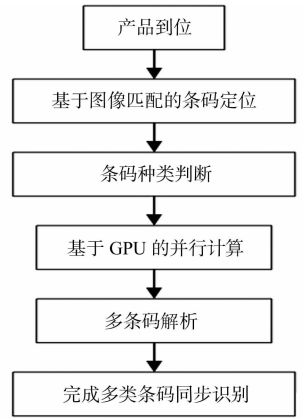 产品到位
基于图像匹配的条码定位
条码种类判断
基于 GPU 的并行计算
多条码解析
完成多类条码同步识别